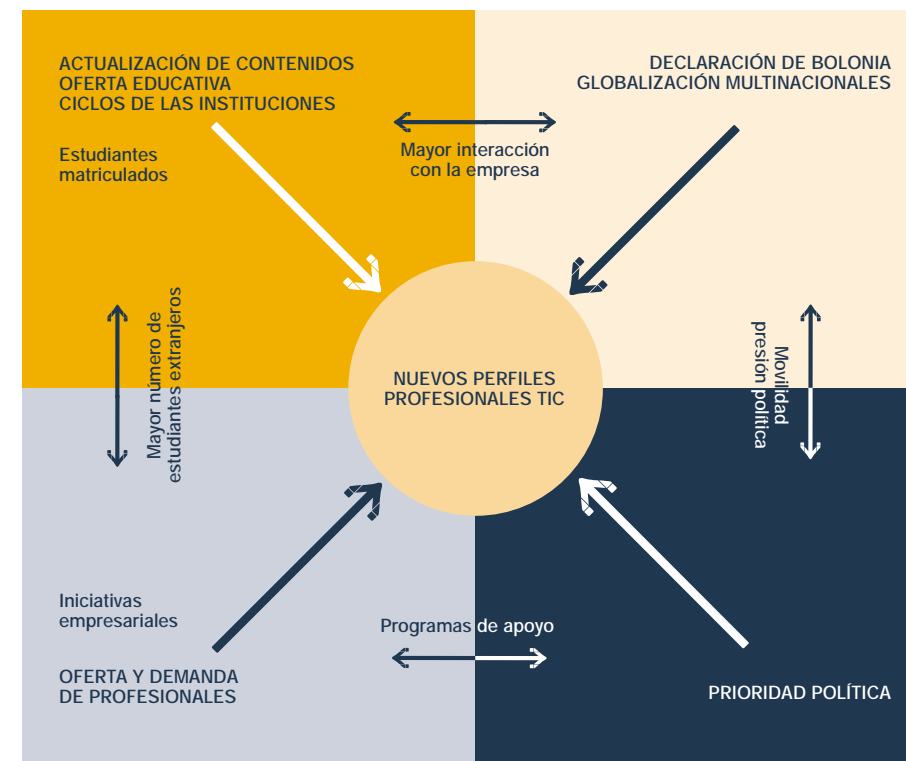 ACTUALIZACIÓN DE CONTENIDOS
OFERTA EDUCATIVA
CICLOS DE LAS INSTITUCIONES
Estudiantes
matriculados
DECLARACIÓN DE BOLONIA
GLOBALIZACIÓN MULTINACIONALES
Mayor interacción
con la empresa
Mayor número de
estudiantes extranjeros
NUEVOS PERFILES
PROFESIONALES TIC
Movilidad
presión política
Iniciativas
empresariales
OFERTA Y DEMANDA
DE PROFESIONALES
Programas de apoyo
PRIORIDAD POLÍTICA